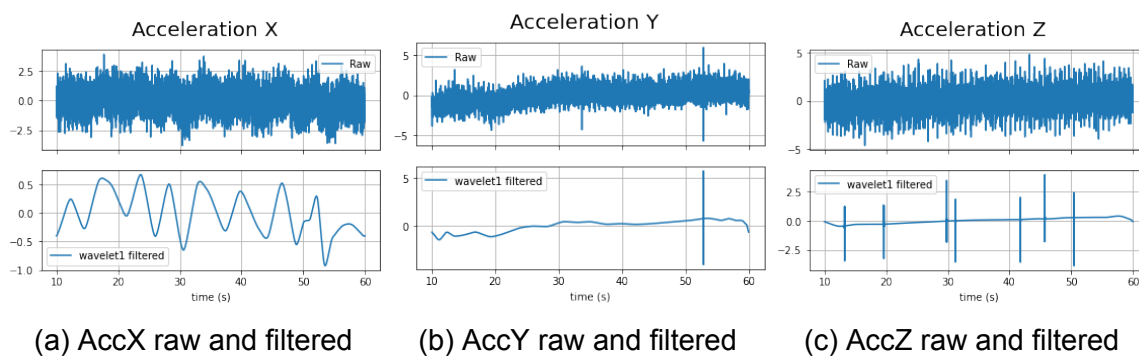 Acceleration X
2.5
0.0
-2.5
Raw
0.5
0.0
-0.5
-1.0
wavelet1 filtered
10 20 30 40 50 60
time (s)
(a) AccX raw and filtered
Acceleration Y
5
0
-5
Raw
5
0
wavelet1 filtered
10 20 30 40 50 60
time (s)
(b) AccY raw and filtered
Acceleration Z
5
0
-5
Raw
2.5
0.0
-2.5
wavelet1 filtered
10 20 30 40 50 60
time (s)
(c) AccZ raw and filtered